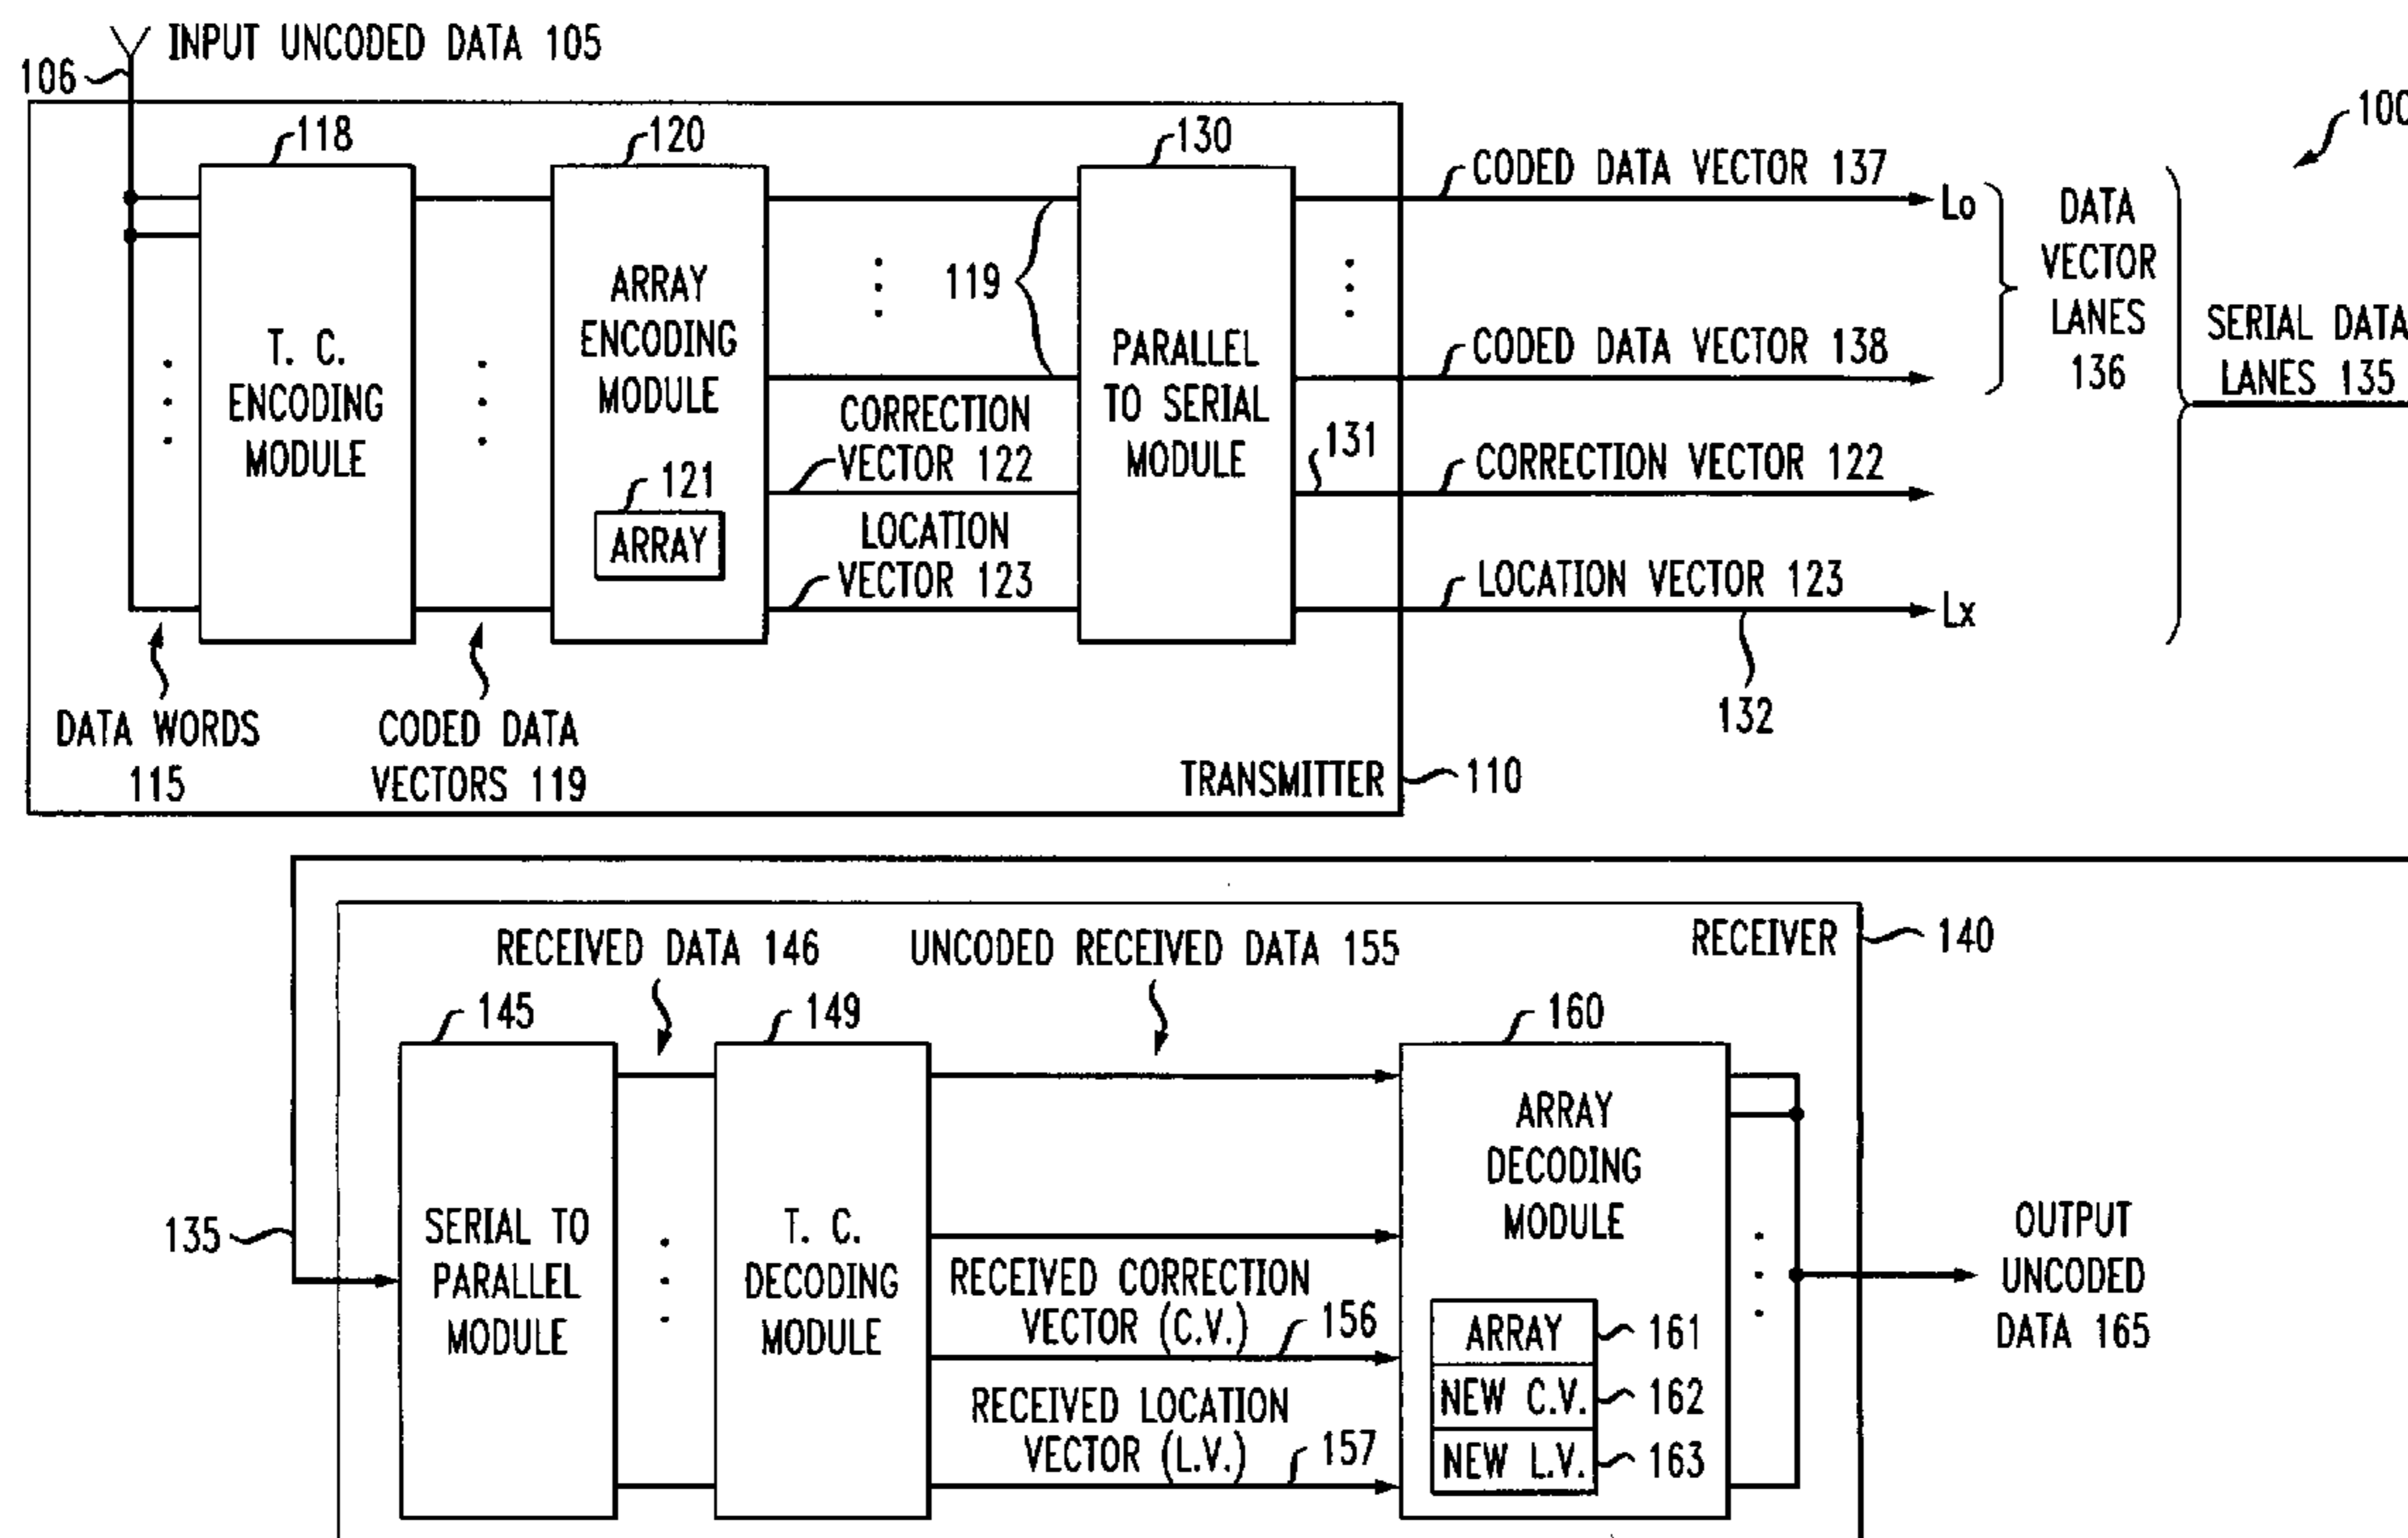 INPUT UNCODED DATA 105
106
100
118
120
130
T. C.
ENCODING
MODULE
ARRAY
ENCODING
MODULE
121
ARRAY
119
CORRECTION
VECTOR 122
LOCATION
VECTOR 123
PARALLEL
TO SERIAL
MODULE
131
CODED DATA VECTOR 137
Lo
CODED DATA VECTOR 138
CORRECTION VECTOR 122
LOCATION VECTOR 123
Lx
132
DATA
VECTOR
LANES
136
SERIAL DATA
LANES 135
DATA WORDS
115
CODED DATA
VECTORS 119
TRANSMITTER
110
RECEIVED DATA 146
UNCODED RECEIVED DATA 155
RECEIVER
140
145
149
160
135
SERIAL TO
PARALLEL
MODULE
T. C.
DECODING
MODULE
RECEIVED CORRECTION
VECTOR (C.V.)
156
RECEIVED LOCATION
VECTOR (L.V.)
157
ARRAY
DECODING
MODULE
ARRAY
161
NEW C.V.
162
NEW L.V.
163
OUTPUT
UNCODED
DATA 165